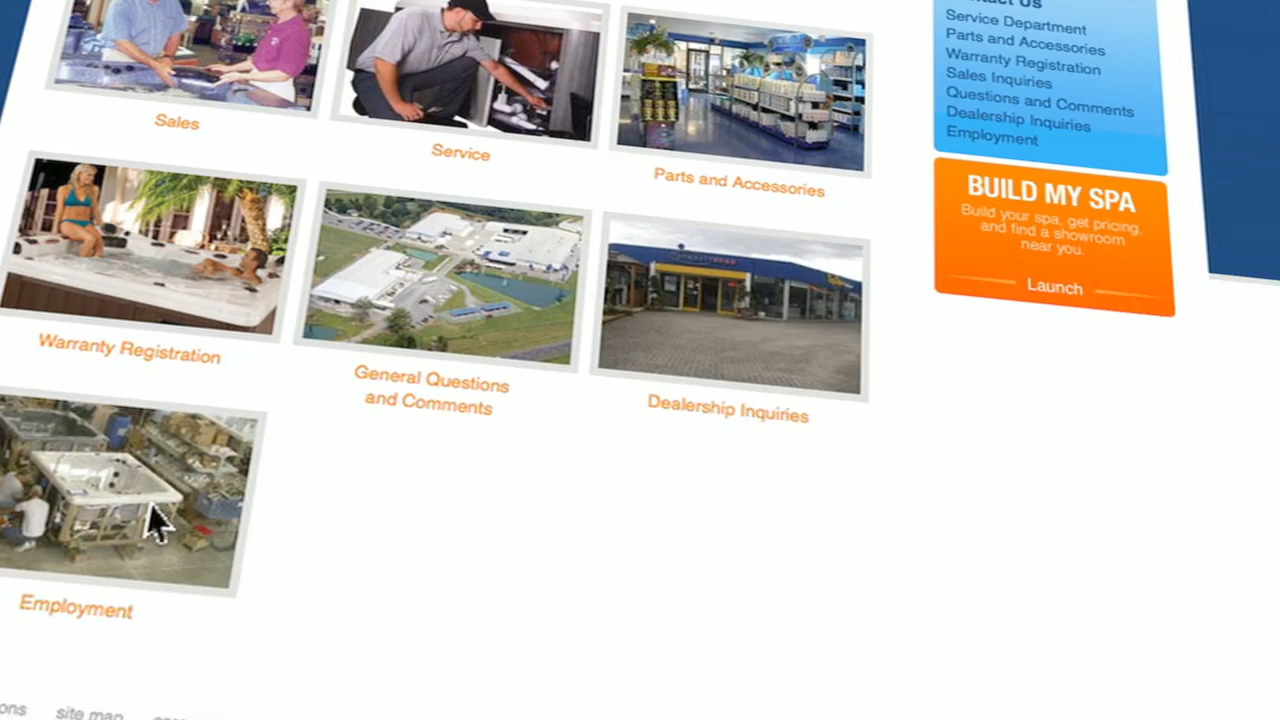 Sales
Service
Parts and Accessories
Warranty Registration
General Questions
and Comments
Dealership Inquiries
Employment
site map
Us
Service Department
Parts and Accessories
Warranty Registration
Sales Inquiries
Questions and Comments
Dealership Inquiries
Employment
BUILD MY SPA
Build your spa, get pricing,
and find a showroom
near you.
Launch